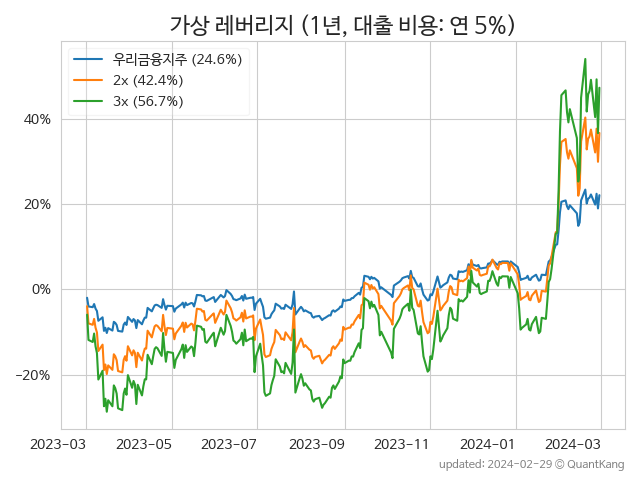 가상 레버리지 (1년, 대출 비용: 연 5%)
우리금융지주 (24.6%)
2x (42.4%)
3x (56.7%)
40%
20%
0%
−20%
2023-03 2023-05 2023-07 2023-09 2023-11 2024-01 2024-03
updated: 2024-02-29 © QuantKang